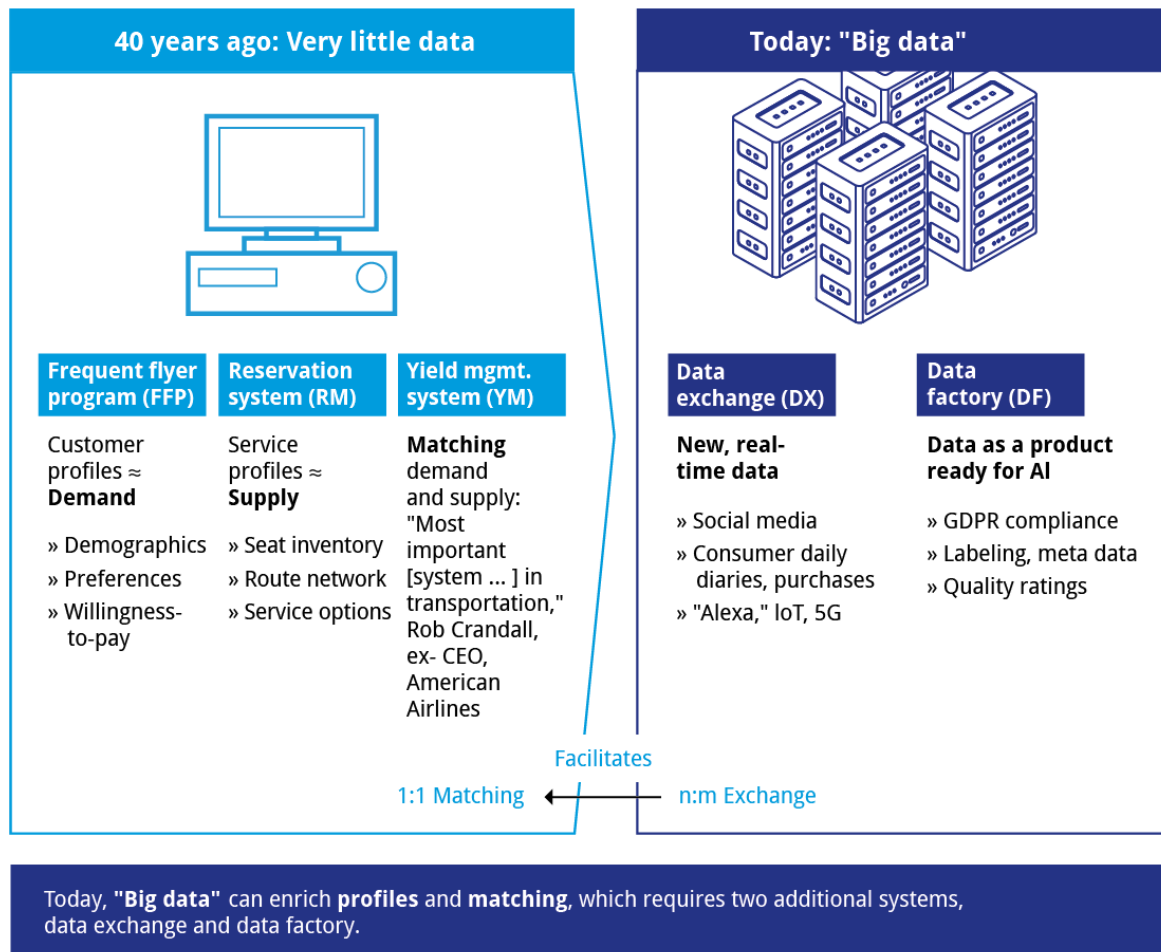 40 years ago: Very little data
Frequent flyer
program (FFP)
Customer
profiles ≈
Demand
» Demographics
» Preferences
» Willingness-
to-pay
Reservation
system (RM)
Service
profiles ≈
Supply
» Seat inventory
» Route network
» Service options
Yield mgmt.
system (YM)
Matching
demand
and supply:
"Most
important
[system ... ] in
transportation,"
Rob Crandall,
ex- CEO,
American
Airlines
Today: "Big data"
Data
exchange (DX)
New, real-
time data
» Social media
» Consumer daily
diaries, purchases
» "Alexa," loT, 5G
Data
factory (DF)
Data as a product
ready for Al
» GDPR compliance
» Labeling, meta data
» Quality ratings
Facilitates
1:1 Matching
n:m Exchange
Today, "Big data" can enrich profiles and matching, which requires two additional systems,
data exchange and data factory.